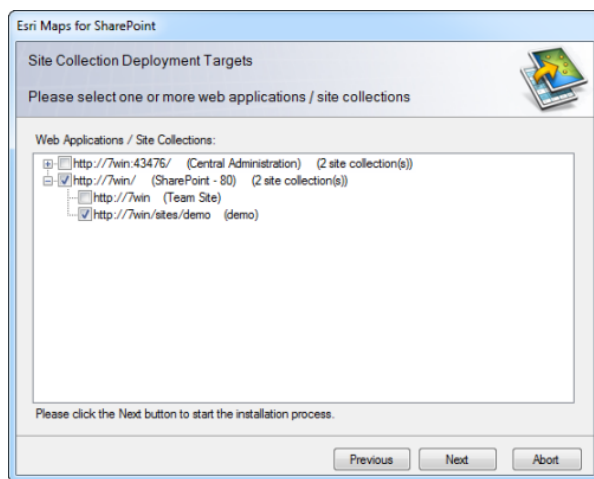 Esri Maps for SharePoint
Site Collection Deployment Targets
Please select one or more web applications / site collections
Web Applications / Site Collections:
http://7win:43476/ (Central Administration) (2 site collection(s))
http://7win/ (SharePoint - 80) (2 site collection(s))
http://7win (Team Site)
http://7win/sites/demo (demo)
Please click the Next button to start the installation process.
Previous Next Abort